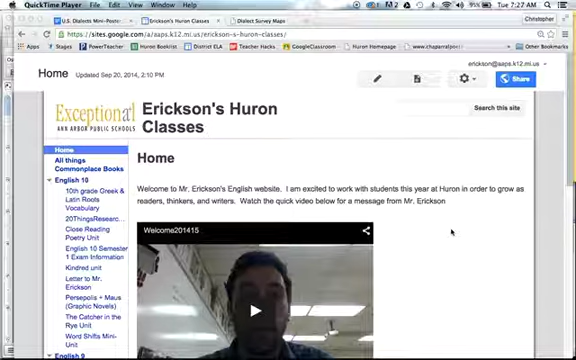 QuickTime Player File Edit View Window Help
7:27 AM
U.S. Dialects Mini-Poste
Erickson's Huron Classes
Dialect Survey Maps
Christopher
https://sites.google.com/a/aaps.k12.mi.us/erickson-s-huron-classes/
Apps Stamps PowerTeacher Huron Booklist District ELA Teacher Hacks GoogleClassroom Huron Homepage www.chaparralpoet Other Bookmarks
erickson@aaps.k12.mi.us
Home Updated Sep 20, 2014, 2:10 PM
Share
Exceptional
ANN ARBOR PUBLIC SCHOOLS
Erickson's Huron
Classes
Search this site
Home
All things
Commonplace Books
English 10
10th grade Greek &
Latin Roots
Vocabulary
20ThingsResearc...
Close Reading
Poetry Unit
English 10 Semester
1 Exam Information
Kindred unit
Letter to Mr.
Erickson
Persepolis + Maus
(Graphic Novels)
The Catcher in the
Rye Unit
Word Shifts Mini-
Unit
English 9
Home
Welcome to Mr. Erickson's English website. I am excited to work with students this year at Huron in order to grow as
readers, thinkers, and writers. Watch the quick video below for a message from Mr. Erickson
Welcome201415